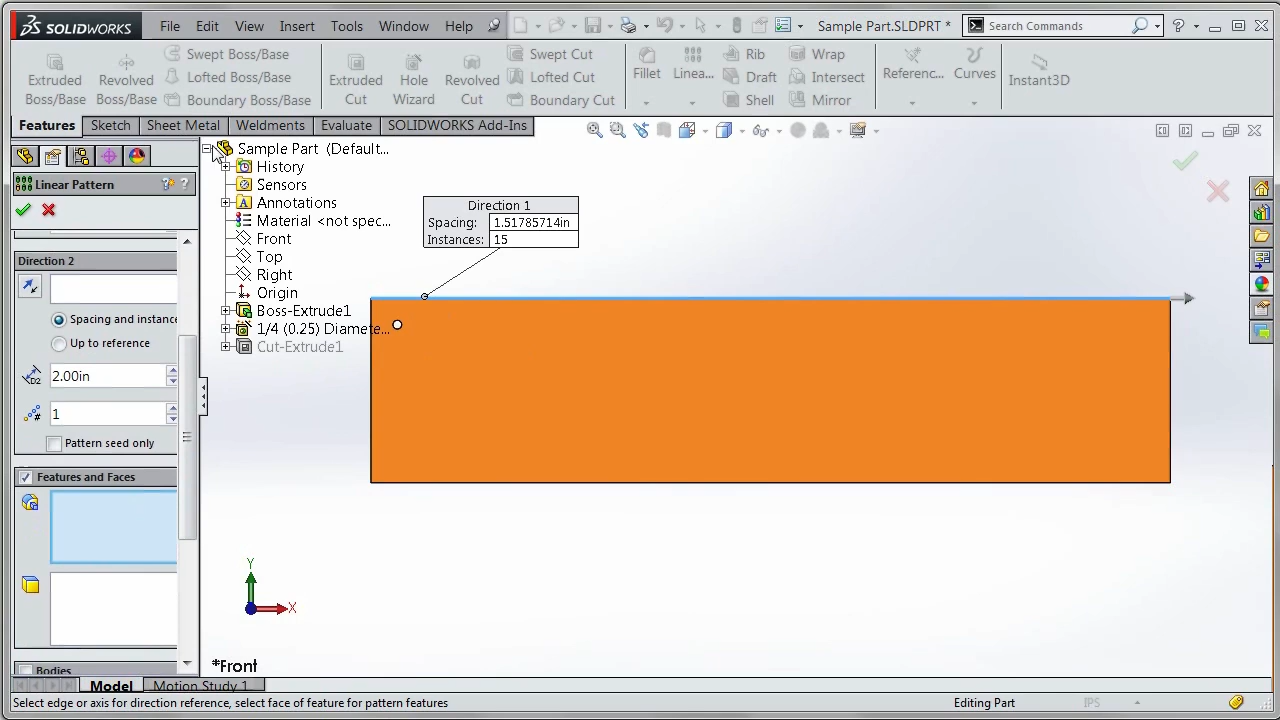 SOLIDWORKS File Edit View Insert Tools Window Help Sample Part.SLDPRT * Search Commands
Extruded Boss/Base
Revolved Boss/Base
Swept Boss/Base
Lofted Boss/Base
Boundary Boss/Base
Extruded Cut
Hole Wizard
Revolved Cut
Swept Cut
Lofted Cut
Boundary Cut
Fillet
Linea...
Rib
Draft
Shell
Wrap
Intersect
Mirror
Referenc...
Curves
Instant3D
Features Sketch Sheet Metal Weldments Evaluate SOLIDWORKS Add-Ins
Linear Pattern
Direction 2
Spacing and instance
Up to reference
D2
2.00in
1
Pattern seed only
Features and Faces
Bodies
Sample Part (Default...
History
Sensors
Annotations
Material <not spec...
Front
Top
Right
Origin
Boss-Extrude1
1/4 (0.25) Diamete...
Cut-Extrude1
Direction 1
Spacing: 1.51785714in
Instances: 15
Y
X
*Front
Model Motion Study 1
Select edge or axis for direction reference, select face of feature for pattern features Editing Part IPS